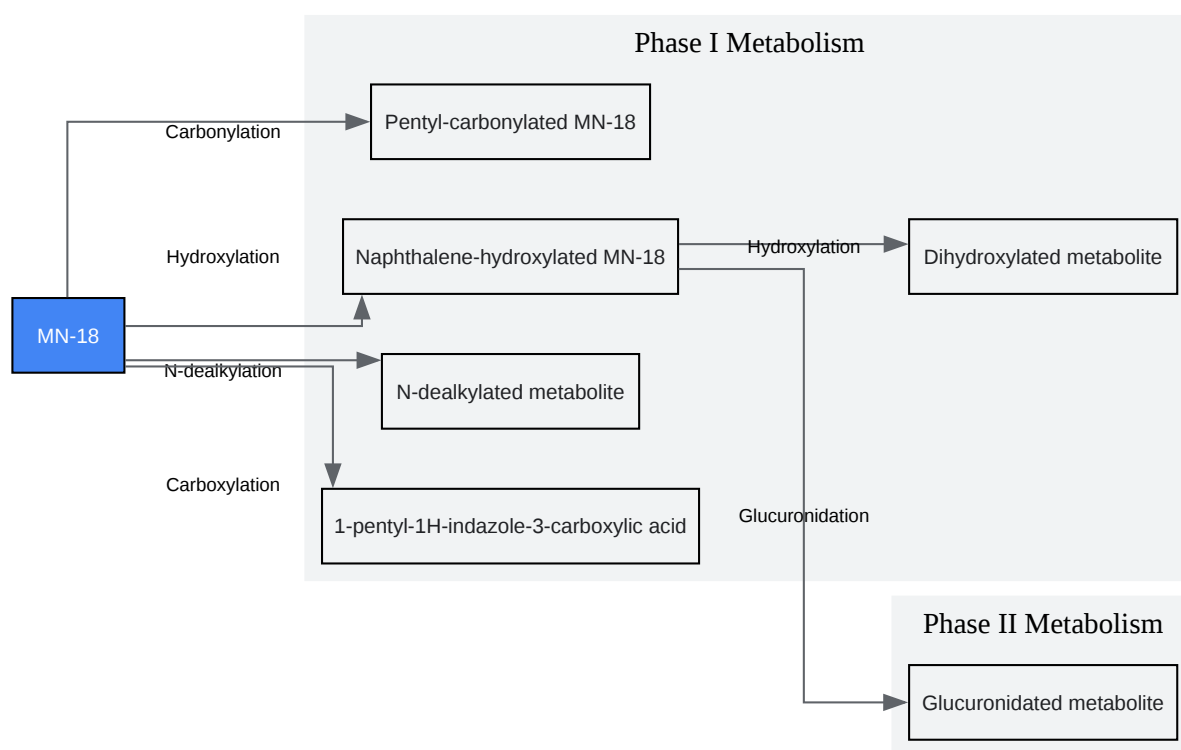 Phase I Metabolism
Pentyl-carbonylated MN-18
Carbonylation
Hydroxylation
Naphthalene-hydroxylated MN-18
Hydroxylation
Dihydroxylated metabolite
MN-18
N-dealkylation
N-dealkylated metabolite
Carboxylation
1-pentyl-1H-indazole-3-carboxylic acid
Glucuronidation
Phase II Metabolism
Glucuronidated metabolite